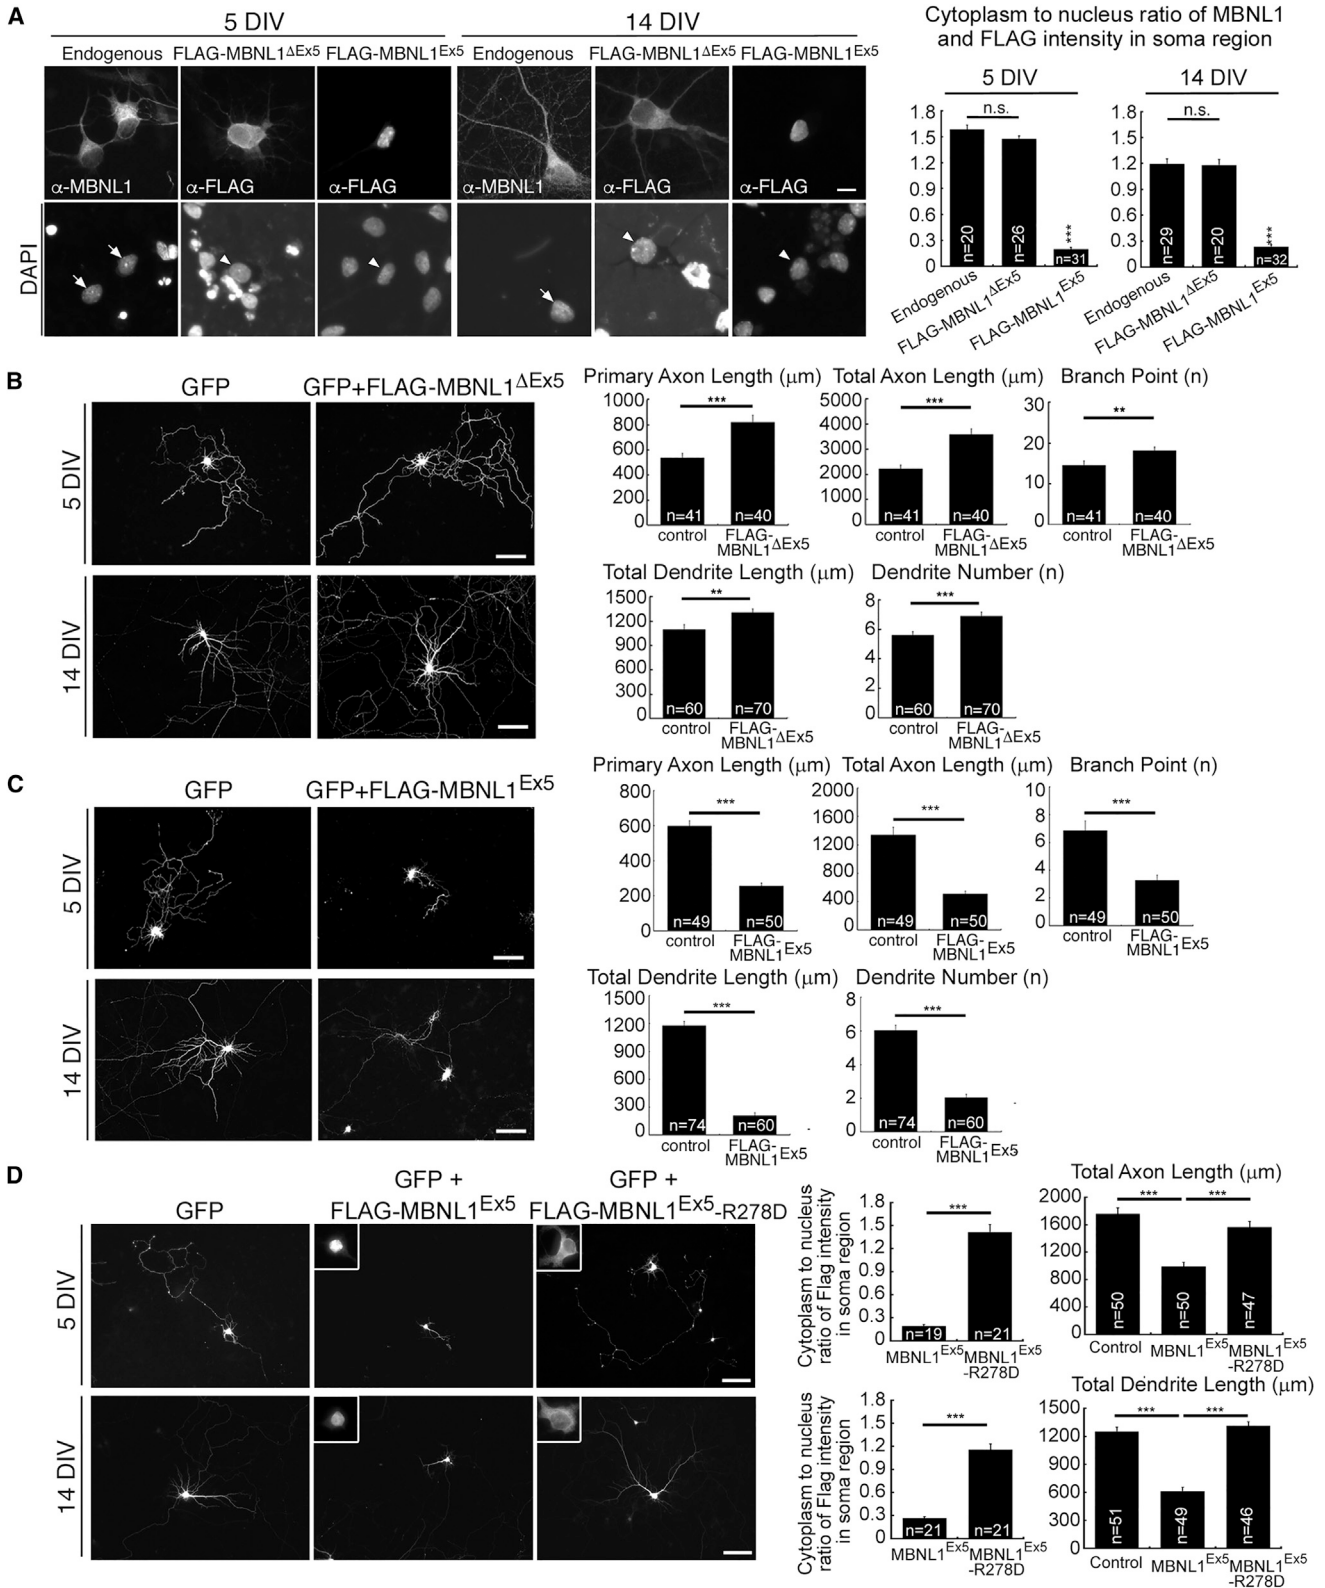 A
5 DIV
14 DIV
Endogenous FLAG-MBNL1ΔEx5 FLAG-MBNL1Ex5 Endogenous FLAG-MBNL1ΔEx5 FLAG-MBNL1Ex5
α-MBNL1 α-FLAG α-FLAG α-MBNL1 α-FLAG α-FLAG
DAPI
Cytoplasm to nucleus ratio of MBNL1
and FLAG intensity in soma region
5 DIV
1.8
1.5
1.2
0.9
0.6
0.3
0
n.s.
***
n=20 n=26 n=31
Endogenous
FLAG-MBNL1ΔEx5
FLAG-MBNL1Ex5
14 DIV
1.8
1.5
1.2
0.9
0.6
0.3
0
n.s.
***
n=29 n=20 n=32
Endogenous
FLAG-MBNL1ΔEx5
FLAG-MBNL1Ex5
B
GFP GFP+FLAG-MBNL1ΔEx5
5 DIV
14 DIV
Primary Axon Length (μm)
1000
800
600
400
200
0
***
n=41 n=40
control FLAG-
MBNL1ΔEx5
Total Axon Length (μm)
5000
4000
3000
2000
1000
0
***
n=41 n=40
control FLAG-
MBNL1ΔEx5
Branch Point (n)
30
20
10
0
**
n=41 n=40
control FLAG-
MBNL1ΔEx5
Total Dendrite Length (μm)
1500
1200
900
600
300
0
**
n=60 n=70
control FLAG-
MBNL1ΔEx5
Dendrite Number (n)
8
6
4
2
0
***
n=60 n=70
control FLAG-
MBNL1ΔEx5
C
GFP GFP+FLAG-MBNL1Ex5
5 DIV
14 DIV
Primary Axon Length (μm)
800
600
400
200
0
***
n=49 n=50
control FLAG-
MBNL1Ex5
Total Axon Length (μm)
2000
1600
1200
800
400
0
***
n=49 n=50
control FLAG-
MBNL1Ex5
Branch Point (n)
10
8
6
4
2
0
***
n=49 n=50
control FLAG-
MBNL1Ex5
Total Dendrite Length (μm)
1500
1200
900
600
300
0
***
n=74 n=60
control FLAG-
MBNL1Ex5
Dendrite Number (n)
8
6
4
2
0
***
n=74 n=60
control FLAG-
MBNL1Ex5
D
GFP
GFP +
FLAG-MBNL1Ex5
GFP +
FLAG-MBNL1Ex5-R278D
5 DIV
14 DIV
Cytoplasm to nucleus
ratio of Flag intensity
in soma region
1.8
1.5
1.2
0.9
0.6
0.3
0
***
n=19 n=21
MBNL1Ex5 MBNL1Ex5
-R278D
Total Axon Length (μm)
2000
1600
1200
800
400
0
*** ***
n=50 n=50 n=47
Control MBNL1Ex5 MBNL1Ex5
-R278D
Cytoplasm to nucleus
ratio of Flag intensity
in soma region
1.8
1.5
1.2
0.9
0.6
0.3
0
***
n=21 n=21
MBNL1Ex5 MBNL1Ex5
-R278D
Total Dendrite Length (μm)
1500
1200
900
600
300
0
*** ***
n=51 n=49 n=46
Control MBNL1Ex5 MBNL1Ex5
-R278D